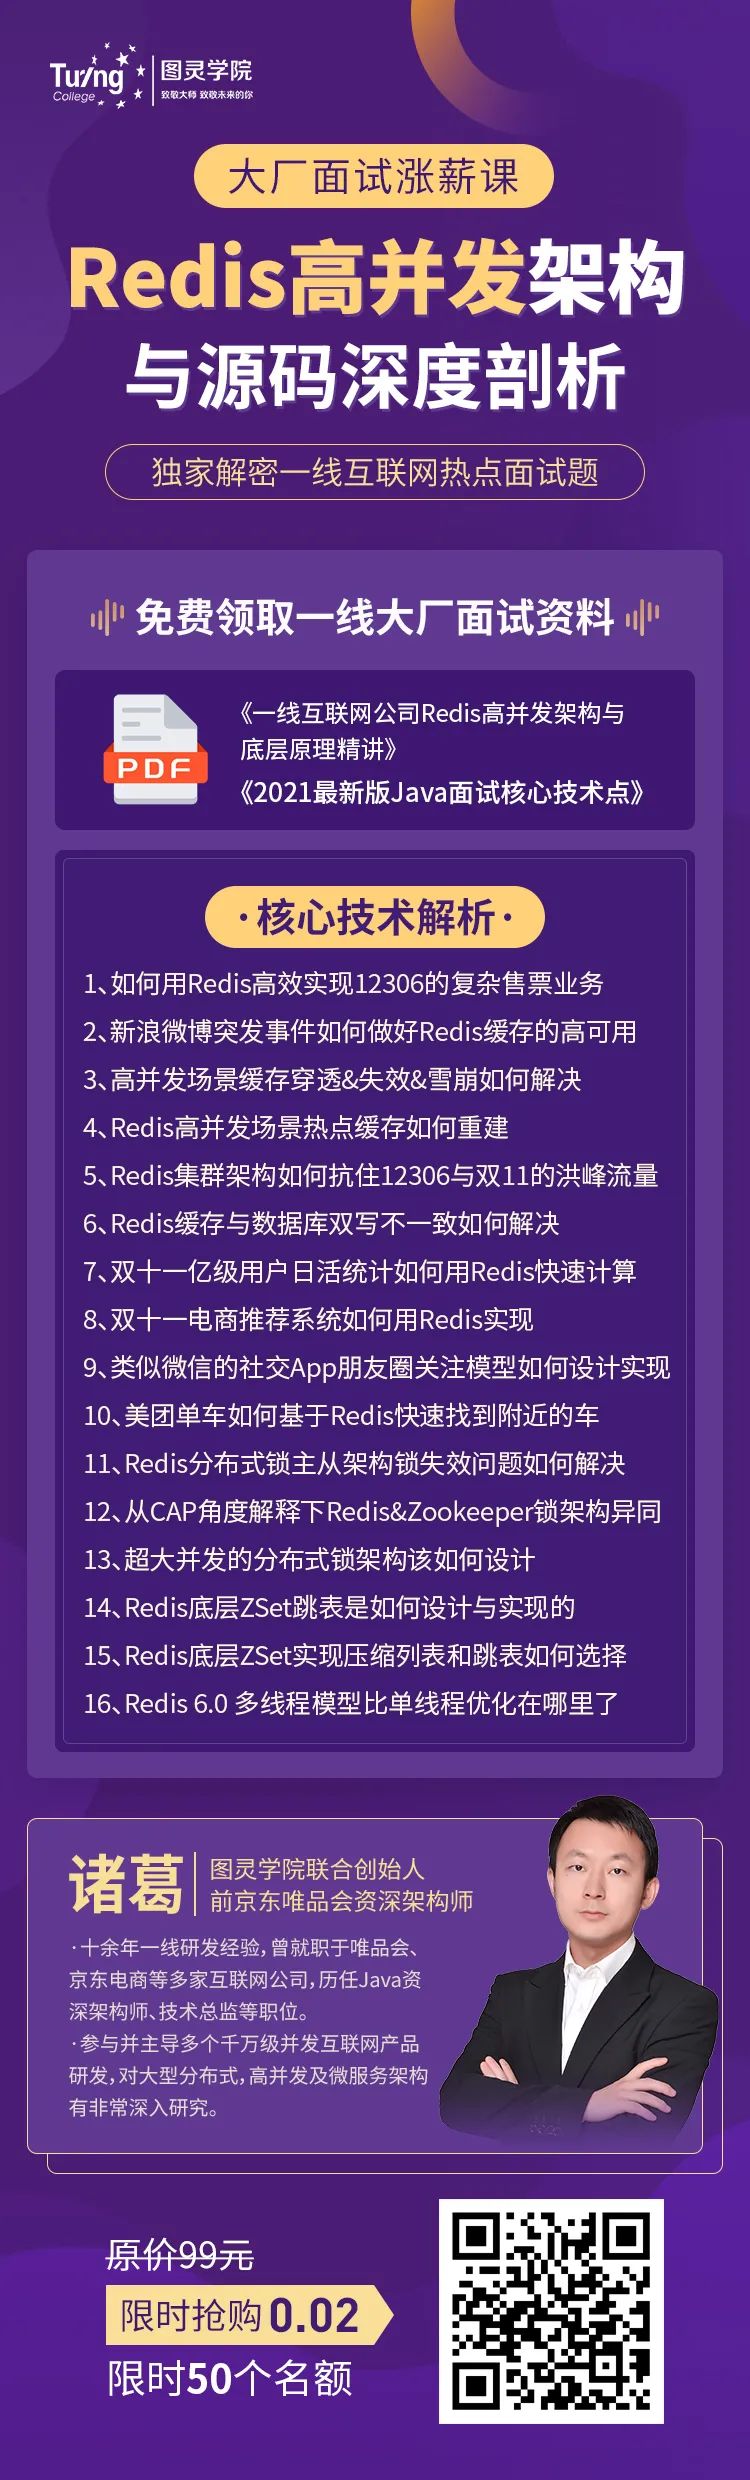 Tuling
College
图灵学院
致敬大师 致敬未来的你
大厂面试涨薪课
Redis高并发架构
与源码深度剖析
独家解密一线互联网热点面试题
免费领取一线大厂面试资料
PDF
《一线互联网公司Redis高并发架构与
底层原理精讲》
《2021最新版Java面试核心技术点》
·核心技术解析·
1、如何用Redis高效实现12306的复杂售票业务
2、新浪微博突发事件如何做好Redis缓存的高可用
3、高并发场景缓存穿透&失效&雪崩如何解决
4、Redis高并发场景热点缓存如何重建
5、Redis集群架构如何抗住12306与双11的洪峰流量
6、Redis缓存与数据库双写不一致如何解决
7、双十一亿级用户日活统计如何用Redis快速计算
8、双十一电商推荐系统如何用Redis实现
9、类似微信的社交App朋友圈关注模型如何设计实现
10、美团单车如何基于Redis快速找到附近的车
11、Redis分布式锁主从架构锁失效问题如何解决
12、从CAP角度解释下Redis&Zookeeper锁架构异同
13、超大并发的分布式锁架构该如何设计
14、Redis底层ZSet跳表是如何设计与实现的
15、Redis底层ZSet实现压缩列表和跳表如何选择
16、Redis 6.0 多线程模型比单线程优化在哪里了
诸葛
图灵学院联合创始人
前京东唯品会资深架构师
·十余年一线研发经验,曾就职于唯品会、
京东电商等多家互联网公司,历任Java资
深架构师、技术总监等职位。
·参与并主导多个千万级并发互联网产品
研发,对大型分布式,高并发及微服务架构
有非常深入研究。
原价99元
限时抢购 0.02
限时50个名额